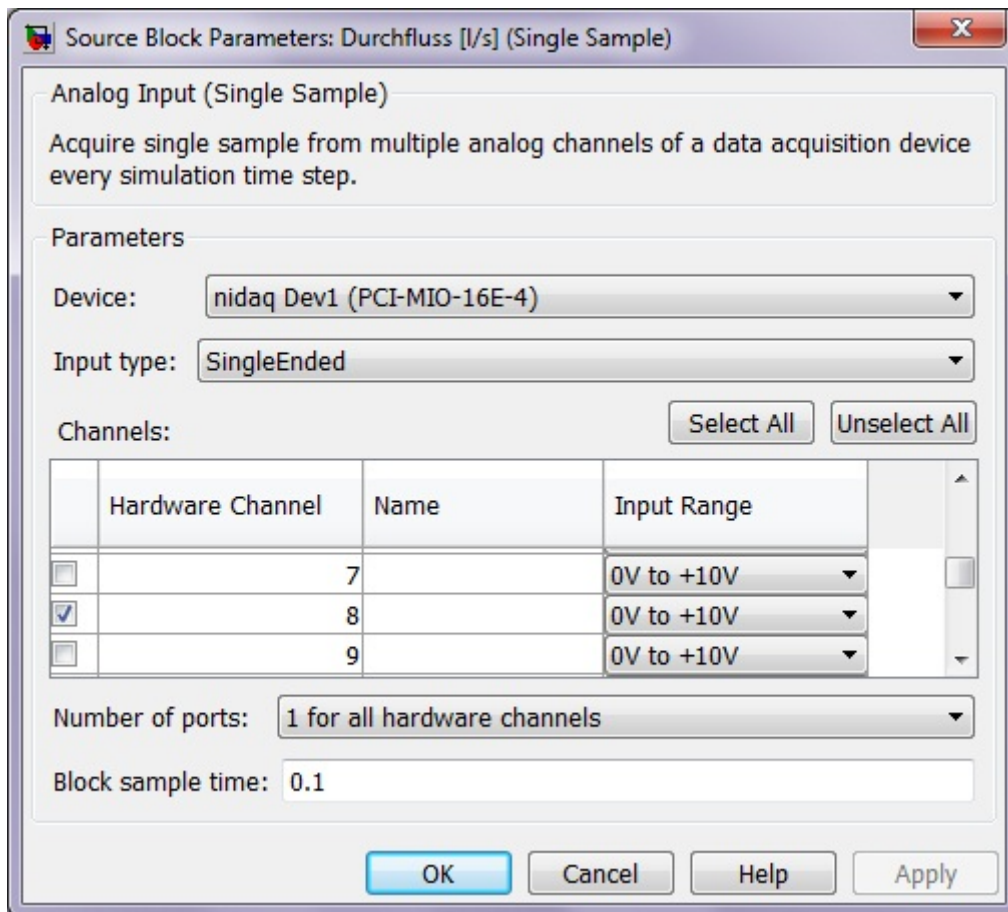 Source Block Parameters: Durchfluss [l/s] (Single Sample)
Analog Input (Single Sample)
Acquire single sample from multiple analog channels of a data acquisition device
every simulation time step.
Parameters
Device: nidaq Dev1 (PCI-MIO-16E-4)
Input type: SingleEnded
Channels: Select All Unselect All
Hardware Channel Name Input Range
7 0V to +10V
8 0V to +10V
9 0V to +10V
Number of ports: 1 for all hardware channels
Block sample time: 0.1
OK Cancel Help Apply